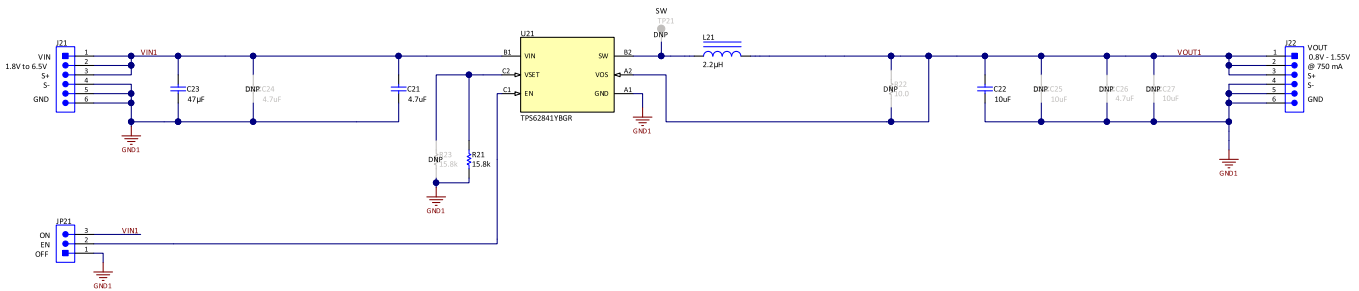 SW
TP21
DNP
J21
VIN
1.8V to 6.5V
S+
S-
GND
1
2
3
4
5
6
VIN1
C23
47µF
DNP
C24
4.7uF
C21
4.7uF
GND1
U21
B1
VIN
C2
VSET
C1
EN
SW
B2
VOS
A2
GND
A1
TPS62841YBGR
GND1
L21
2.2µH
DNP
R22
10.0
C22
10uF
DNP
C25
10uF
DNP
C26
4.7uF
DNP
C27
10uF
VOUT1
J22
1
2
3
4
5
6
VOUT
0.8V - 1.55V
@ 750 mA
S+
S-
GND
GND1
DNP
R23
15.8k
R21
15.8k
GND1
JP21
ON
EN
OFF
3
2
1
VIN1
GND1